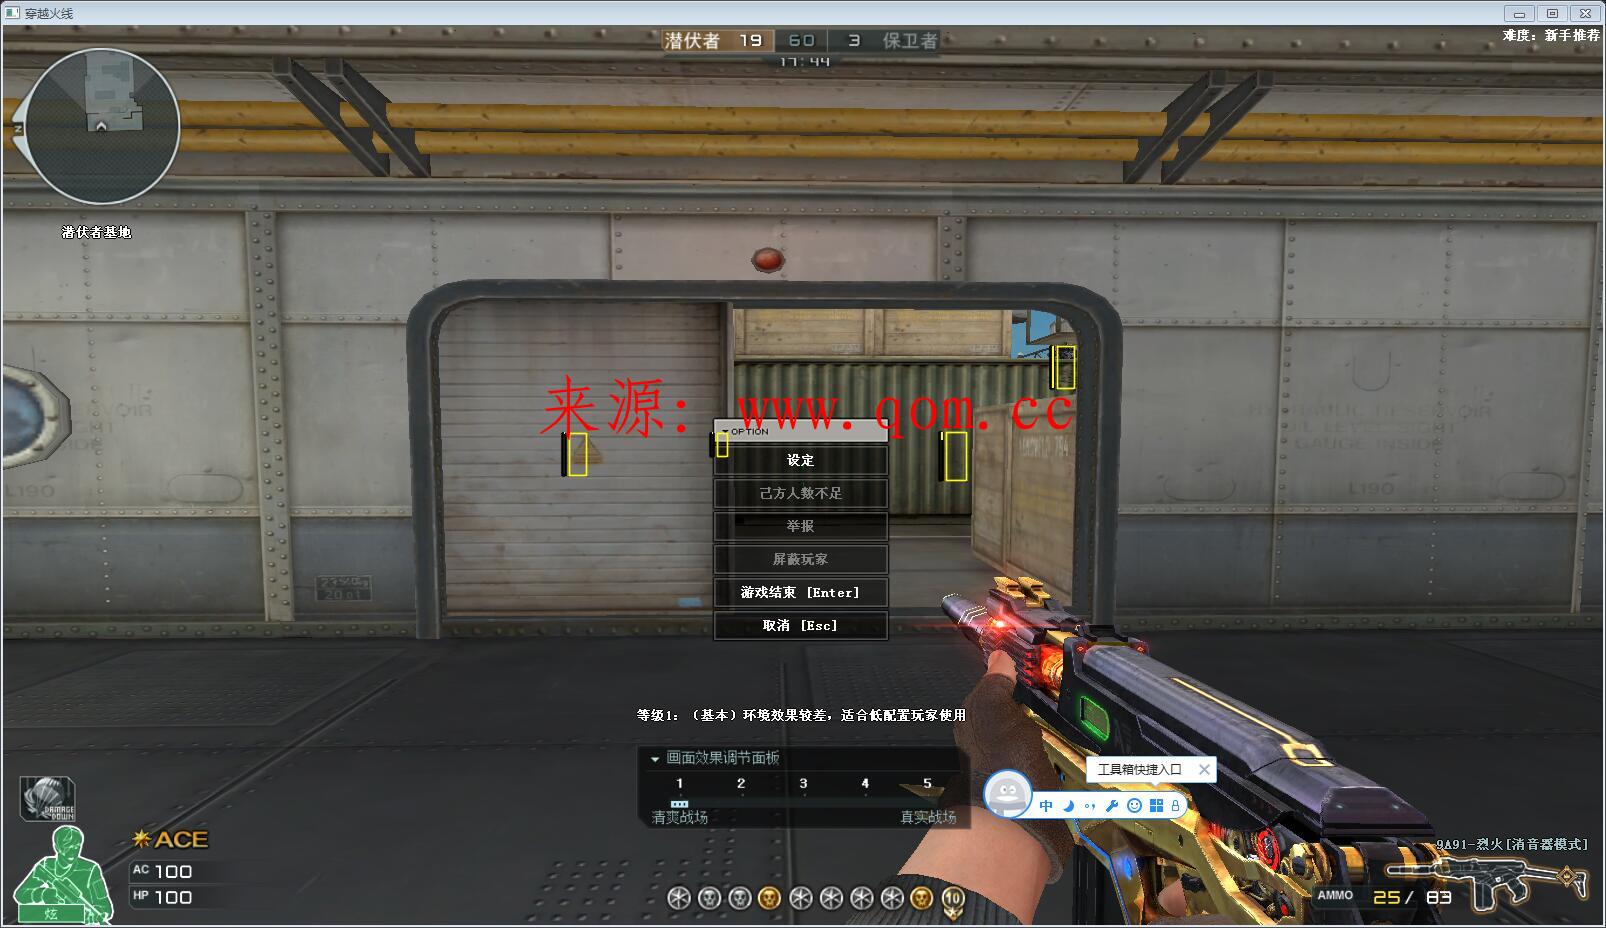 穿越火线
潜伏者 19 60 3 保卫者
17:44
难度: 新手推荐
N
潜伏者基地
来源: www.qom.cc
OPTION
设定
己方人数不足
举报
屏蔽玩家
游戏结束 [Enter]
取消 [Esc]
L190
L190
等级1: (基本)环境效果较差，适合低配置玩家使用
画面效果调节面板
1 2 3 4 5
清爽战场 真实战场
工具箱快捷入口
中
DAMAGE DOWN
ACE
AC 100
HP 100
炫
10
9A91-烈火[消音器模式]
AMMO 25/ 83